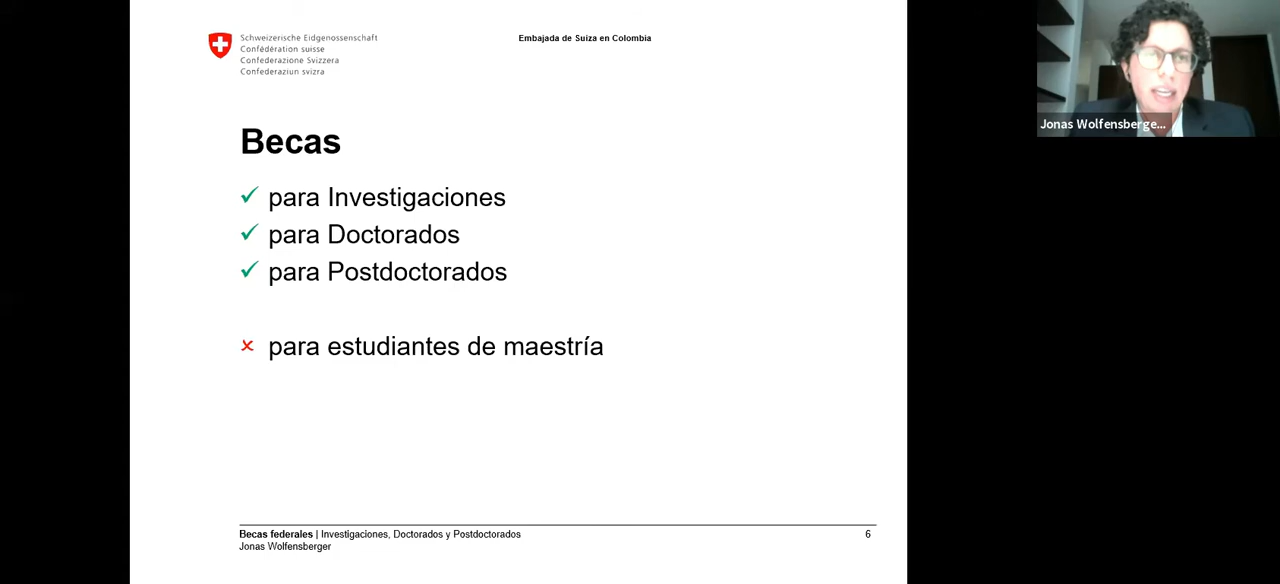 Schweizerische Eidgenossenschaft
Confédération suisse
Confederazione Svizzera
Confederaziun svizra
Embajada de Suiza en Colombia
Jonas Wolfensberge...
Becas
✓ para Investigaciones
✓ para Doctorados
✓ para Postdoctorados
✗ para estudiantes de maestría
Becas federales | Investigaciones, Doctorados y Postdoctorados
Jonas Wolfensberger
6